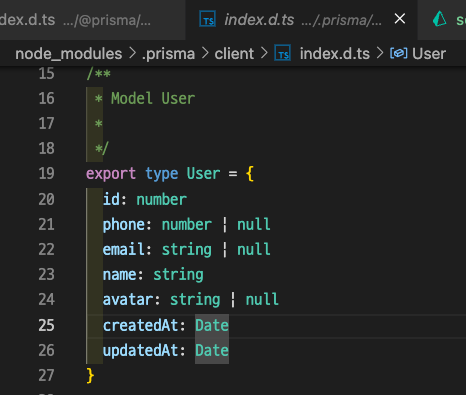 dex.d.ts .../@prisma/...
TS index.d.ts .../.prisma/...
node_modules > .prisma > client > TS index.d.ts > User
15 /**
16 * Model User
17 *
18 */
19 export type User = {
20 id: number
21 phone: number | null
22 email: string | null
23 name: string
24 avatar: string | null
25 createdAt: Date
26 updatedAt: Date
27 }